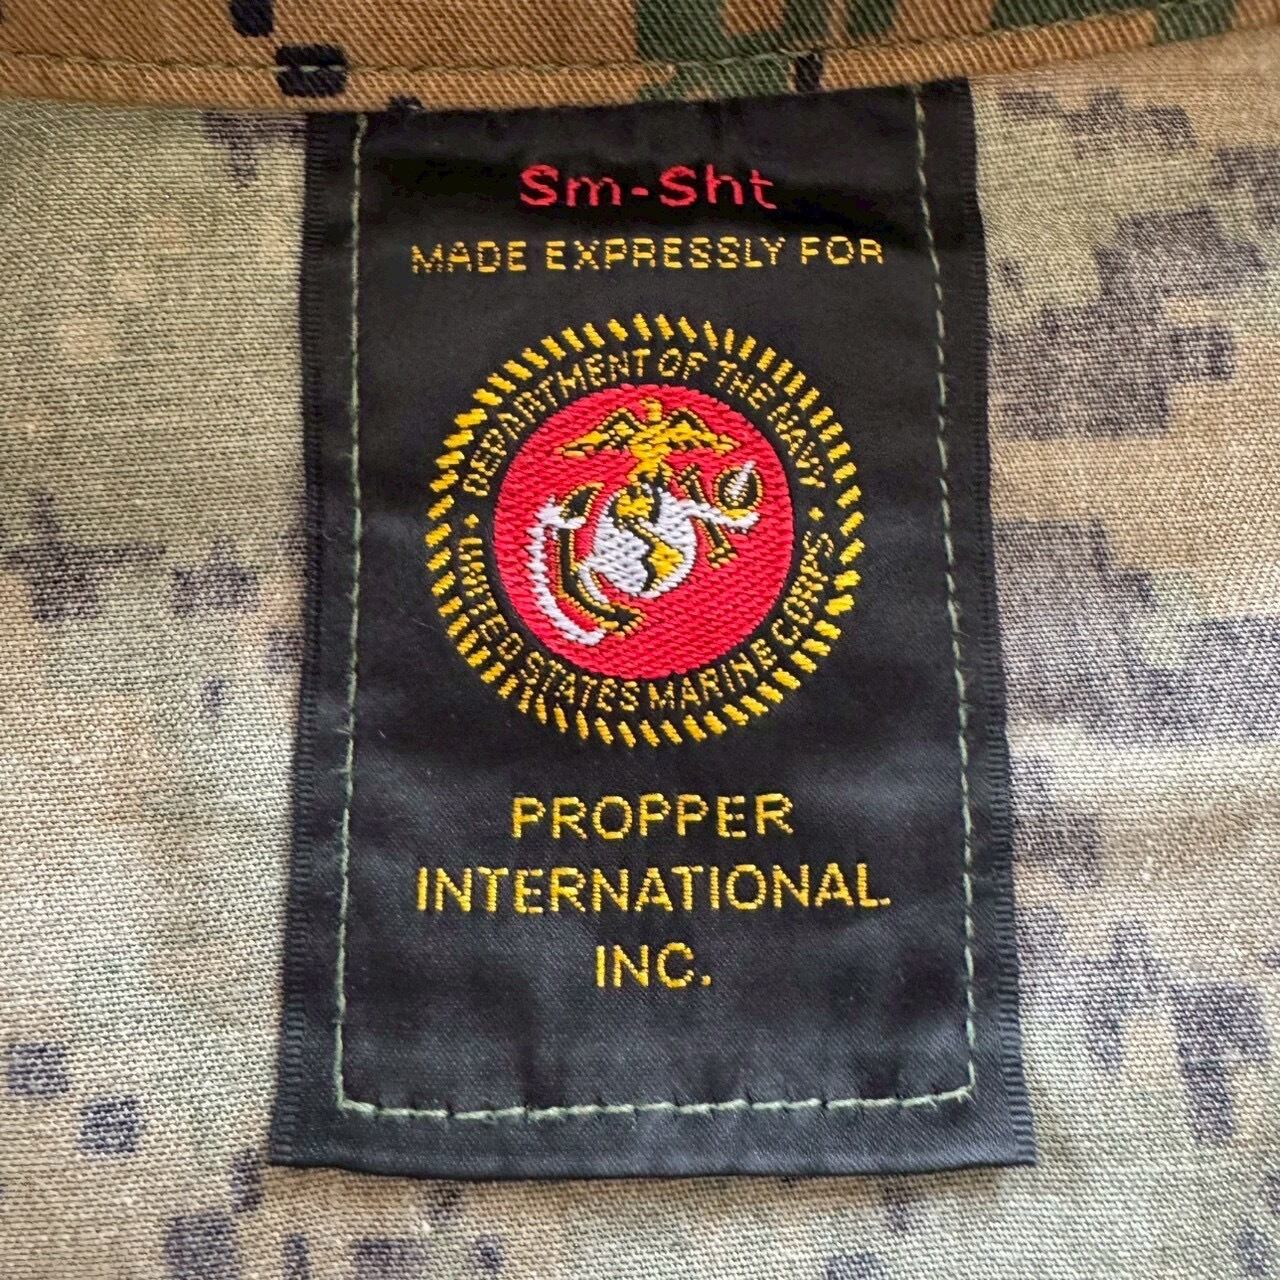 Sm-Sht
MADE EXPRESSLY FOR
DEPARTMENT OF THE NAVY
UNITED STATES MARINE CORPS
PROPPER
INTERNATIONAL
INC.